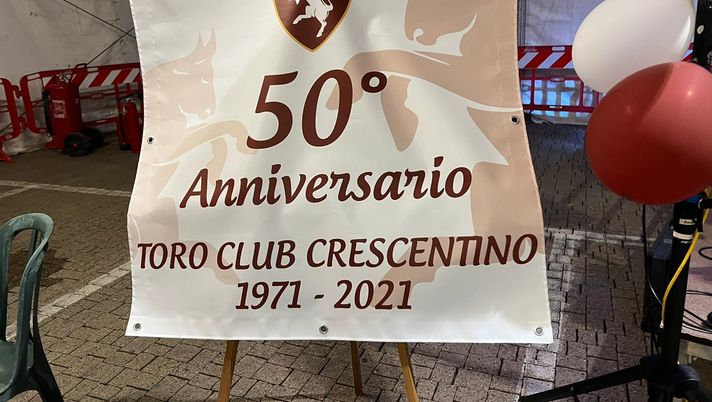 50°
Anniversario
TORO CLUB CRESCENTINO
1971 - 2021